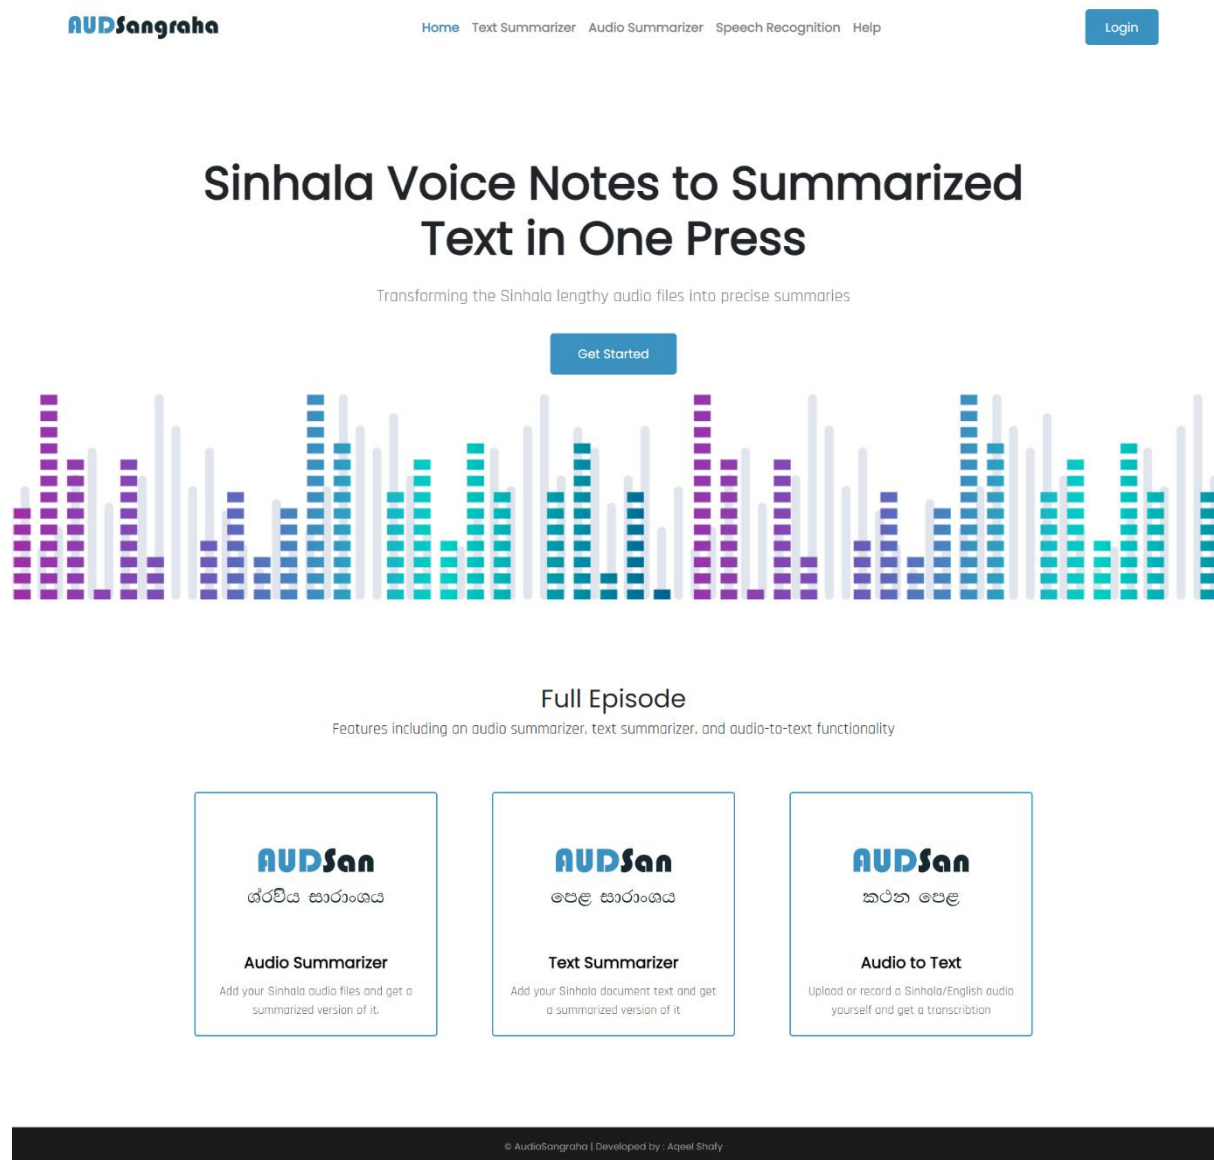 AUDSangraha
Home Text Summarizer Audio Summarizer Speech Recognition Help
Login
Sinhala Voice Notes to Summarized
Text in One Press
Transforming the Sinhala lengthy audio files into precise summaries
Get Started
Full Episode
Features including an audio summarizer, text summarizer, and audio-to-text functionality
AUDSan
ශ්රව්ය සාරාංශය
Audio Summarizer
Add your Sinhala audio files and get a
summarized version of it.
AUDSan
පෙළ සාරාංශය
Text Summarizer
Add your Sinhala document text and get
a summarized version of it
AUDSan
කථන පෙළ
Audio to Text
Upload or record a Sinhala/English audio
yourself and get a transcribtion
© AudioSangraha | Developed by : Aqeel Shafy